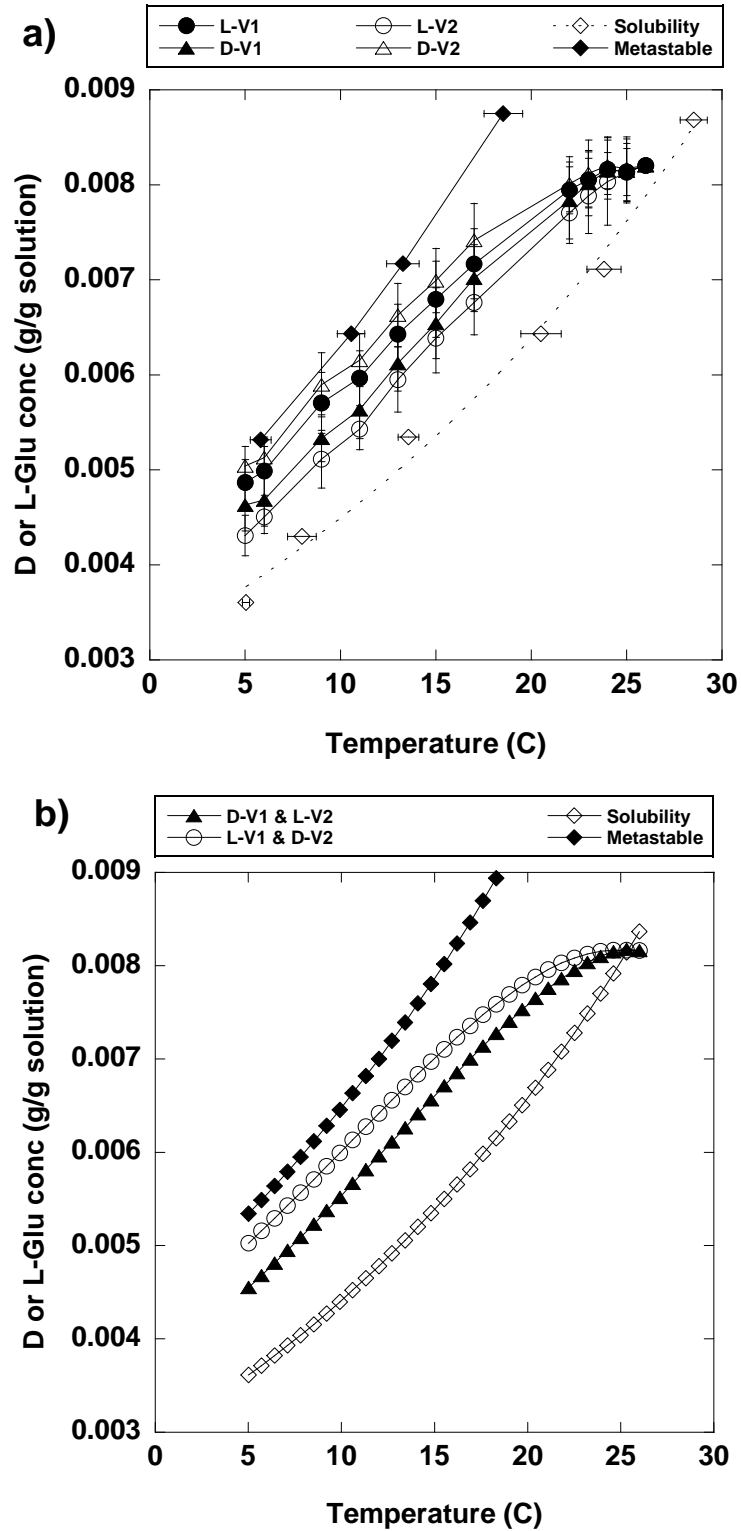 a)
L-V1 L-V2 Solubility
D-V1 D-V2 Metastable
D or L-Glu conc (g/g solution)
0.009
0.008
0.007
0.006
0.005
0.004
0.003
0 5 10 15 20 25 30
Temperature (C)
b)
D-V1 & L-V2 Solubility
L-V1 & D-V2 Metastable
D or L-Glu conc (g/g solution)
0.009
0.008
0.007
0.006
0.005
0.004
0.003
0 5 10 15 20 25 30
Temperature (C)